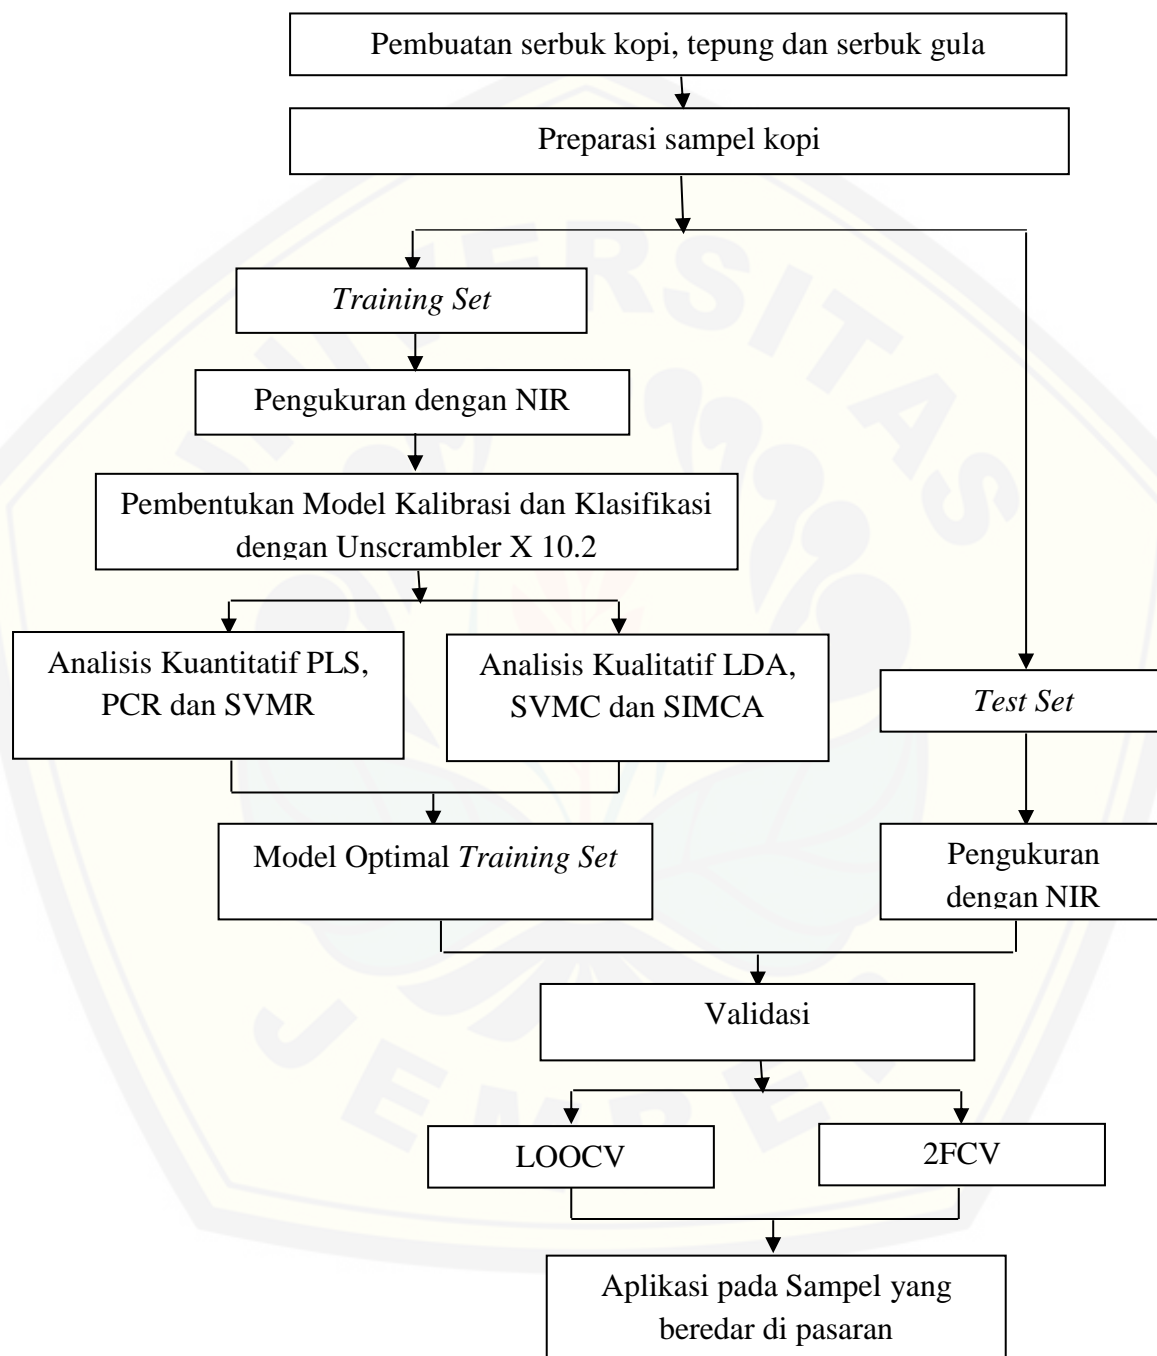 Pembuatan serbuk kopi, tepung dan serbuk gula
Preparasi sampel kopi
Training Set
Pengukuran dengan NIR
Pembentukan Model Kalibrasi dan Klasifikasi
dengan Unscrambler X 10.2
Analisis Kuantitatif PLS,
PCR dan SVMR
Analisis Kualitatif LDA,
SVMC dan SIMCA
Test Set
Model Optimal Training Set
Pengukuran
dengan NIR
Validasi
LOOCV
2FCV
Aplikasi pada Sampel yang
beredar di pasaran
UNIVERSITAS
JEMBER